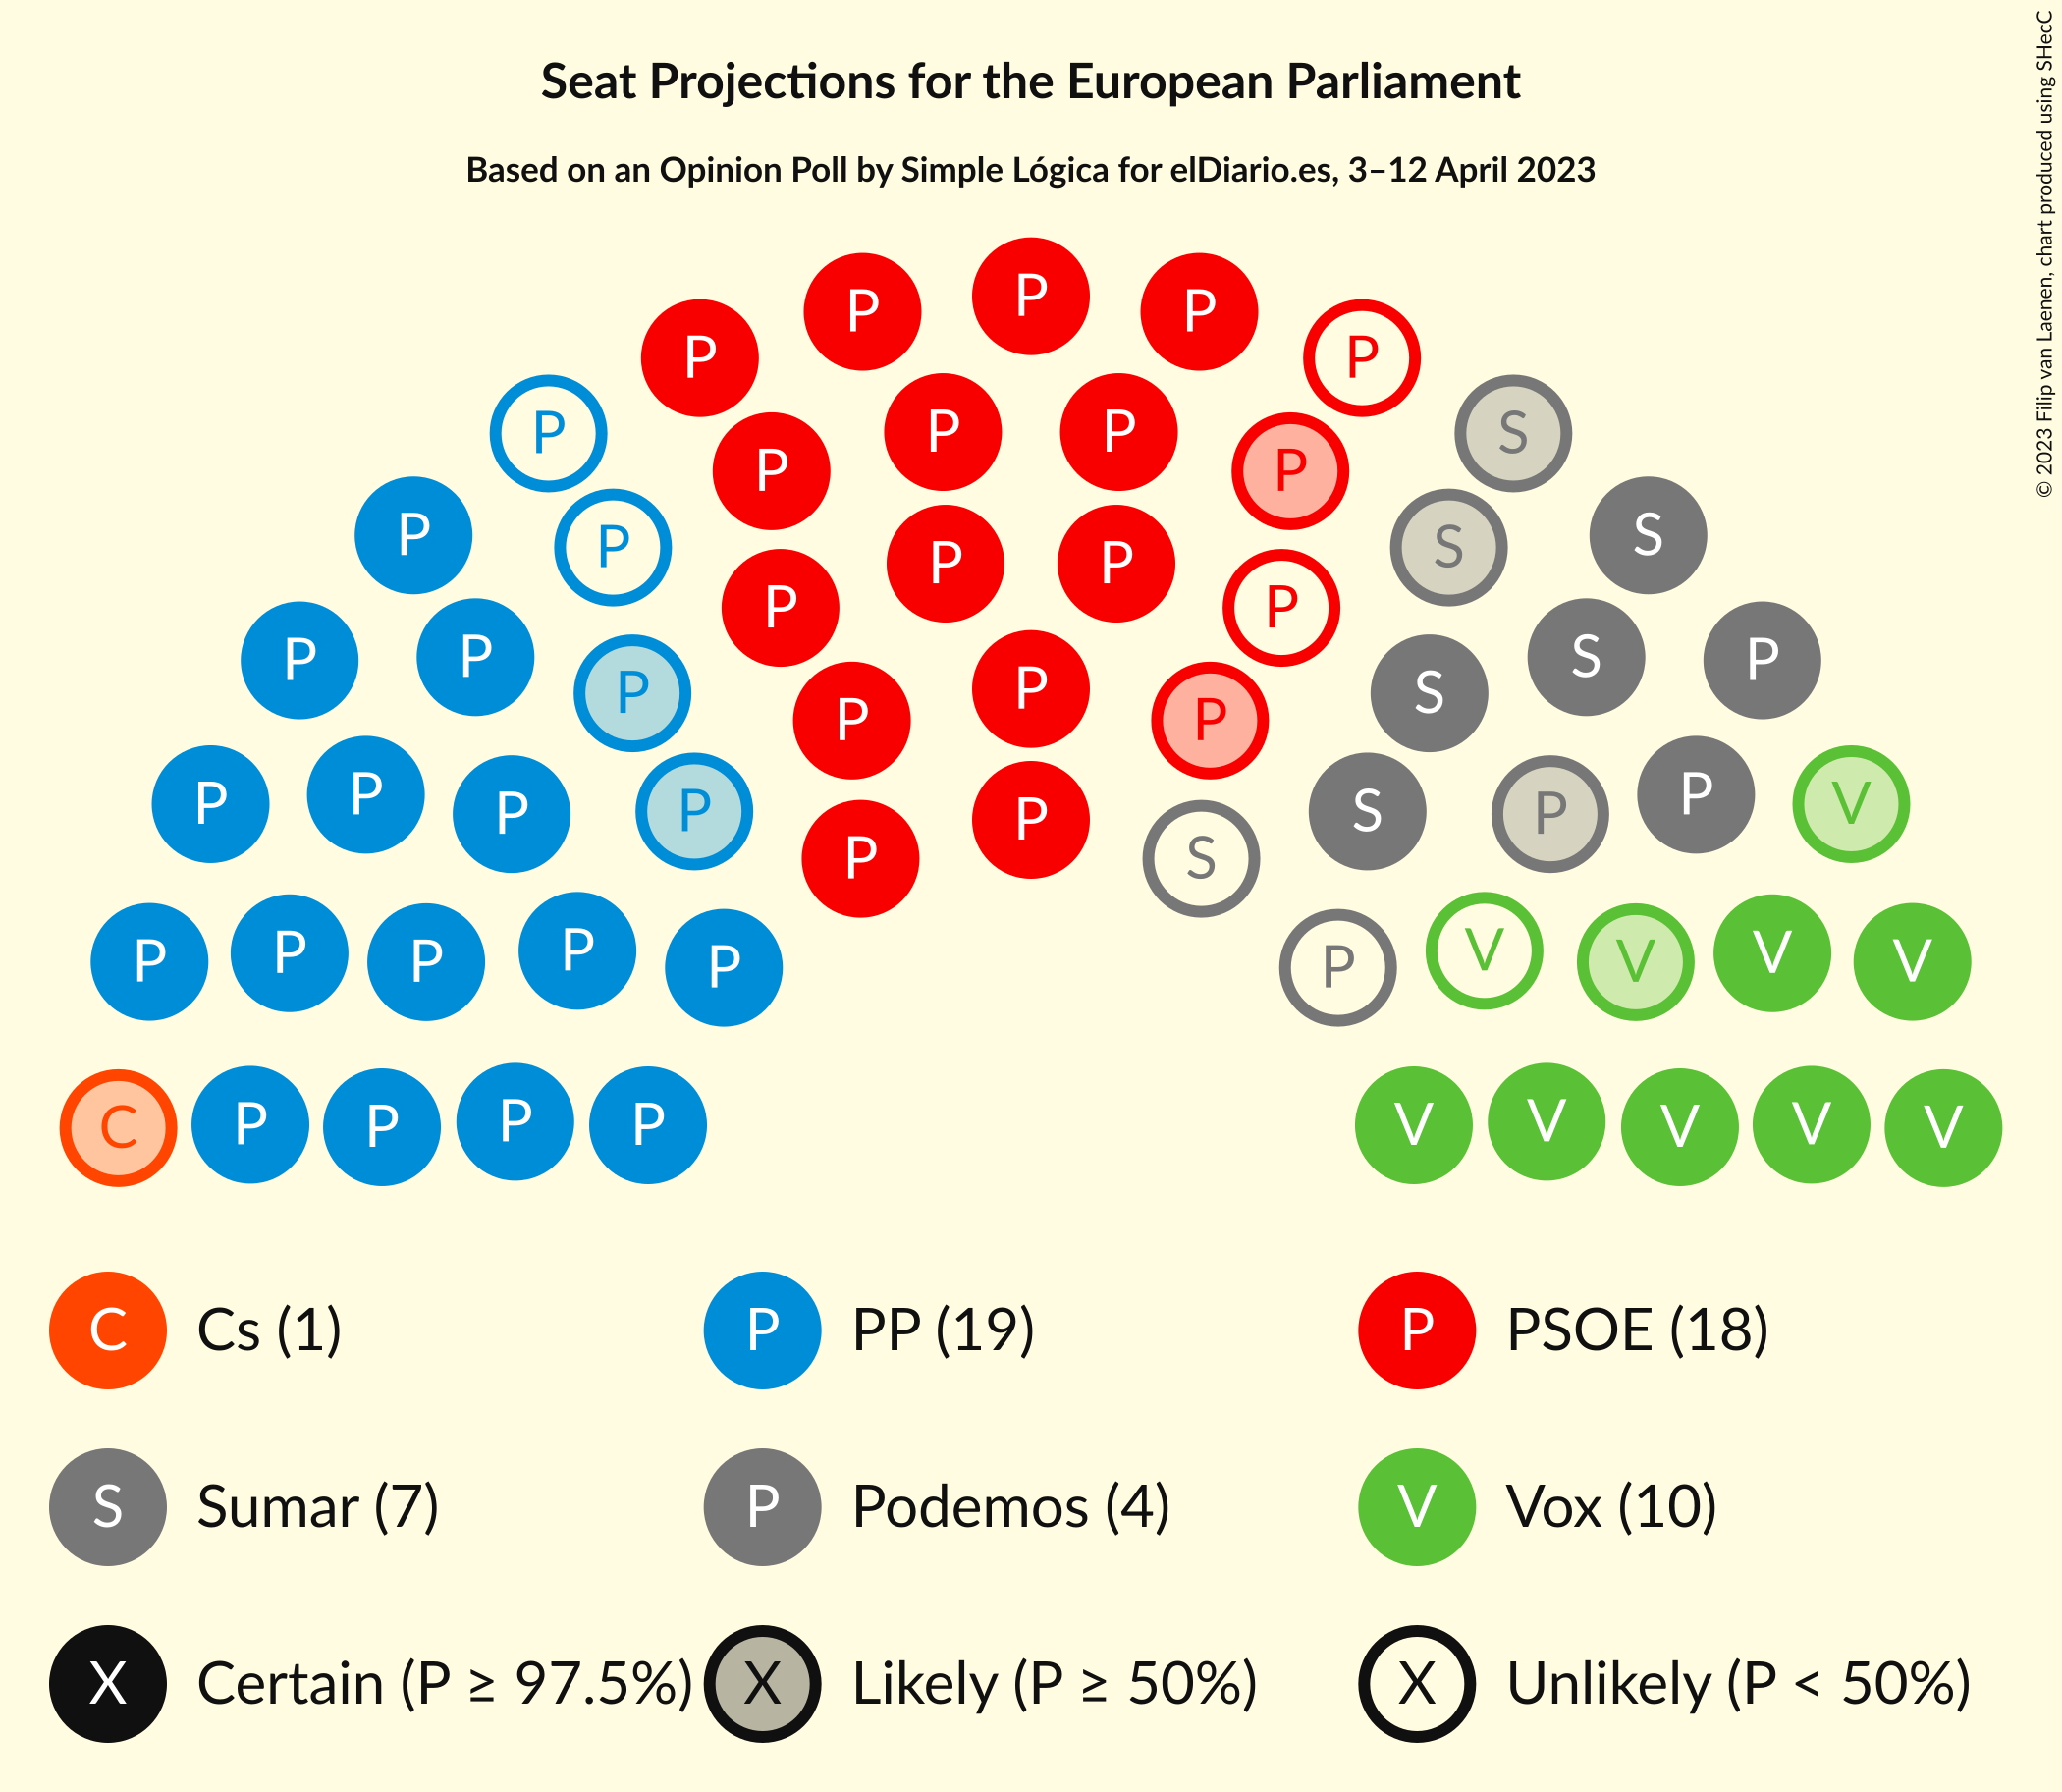 Seat Projections for the European Parliament
Based on an Opinion Poll by Simple Lógica for elDiario.es, 3–12 April 2023
© 2023 Filip van Laenen, chart produced using SHecC
P
P P
P P
P P
P S
P P
P P
P P S
P P
P S
P P P S
P P
P S P
P P
P P
P S
P P
P P P S P P V
P S
P P P P P P V V V V
C P P P P V V V V V
C Cs (1) P PP (19) P PSOE (18)
S Sumar (7) P Podemos (4) V Vox (10)
X Certain (P ≥ 97.5%) X Likely (P ≥ 50%) X Unlikely (P < 50%)